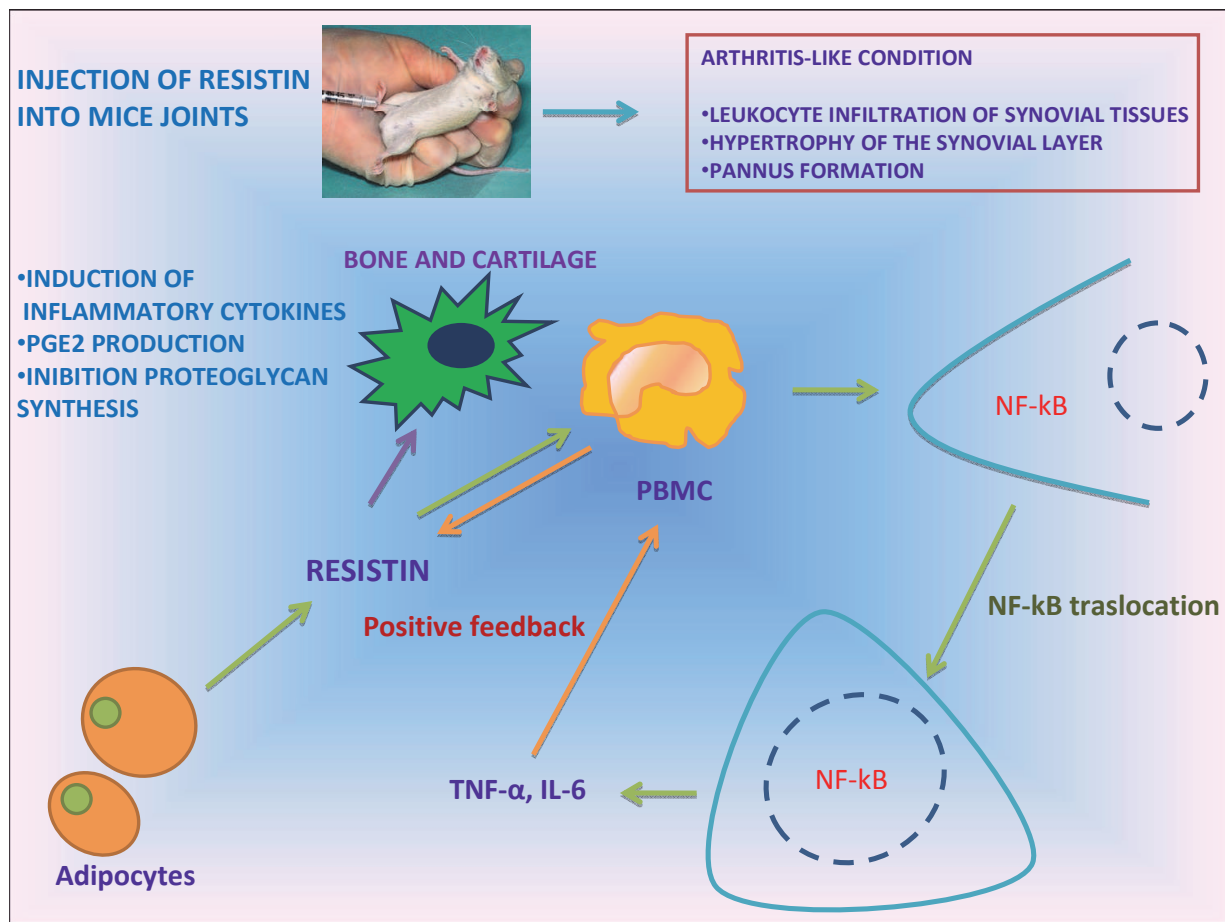 INJECTION OF RESISTIN
INTO MICE JOINTS
ARTHRITIS-LIKE CONDITION
•LEUKOCYTE INFILTRATION OF SYNOVIAL TISSUES
•HYPERTROPHY OF THE SYNOVIAL LAYER
•PANNUS FORMATION
•INDUCTION OF
INFLAMMATORY CYTOKINES
•PGE2 PRODUCTION
•INIBITION PROTEOGLYCAN
SYNTHESIS
BONE AND CARTILAGE
PBMC
NF-kB
RESISTIN
Positive feedback
NF-kB traslocation
TNF-α, IL-6
NF-kB
Adipocytes